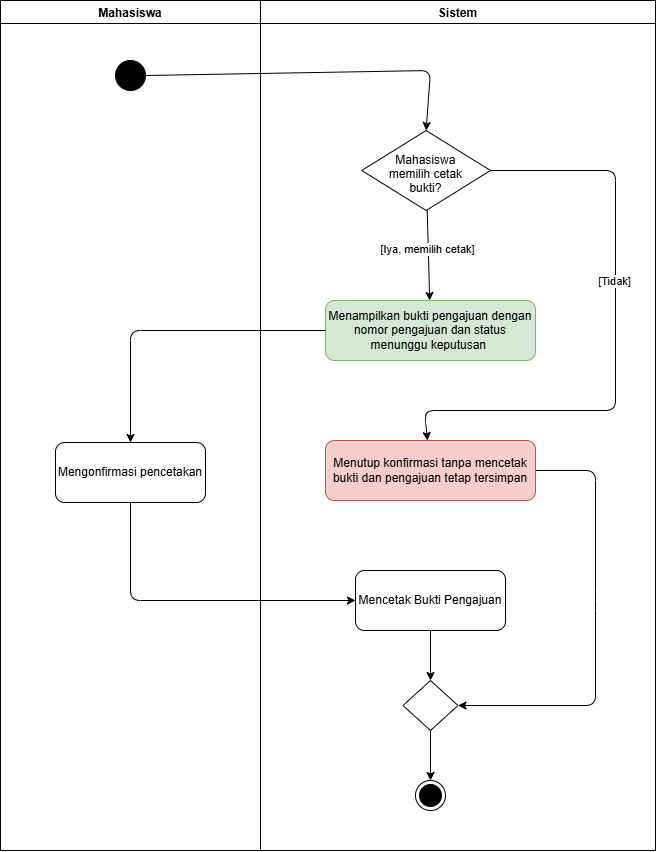 Mahasiswa
Sistem
Mahasiswa
memilih cetak
bukti?
[Iya, memilih cetak]
[Tidak]
Menampilkan bukti pengajuan dengan
nomor pengajuan dan status
menunggu keputusan
Mengonfirmasi pencetakan
Menutup konfirmasi tanpa mencetak
bukti dan pengajuan tetap tersimpan
Mencetak Bukti Pengajuan